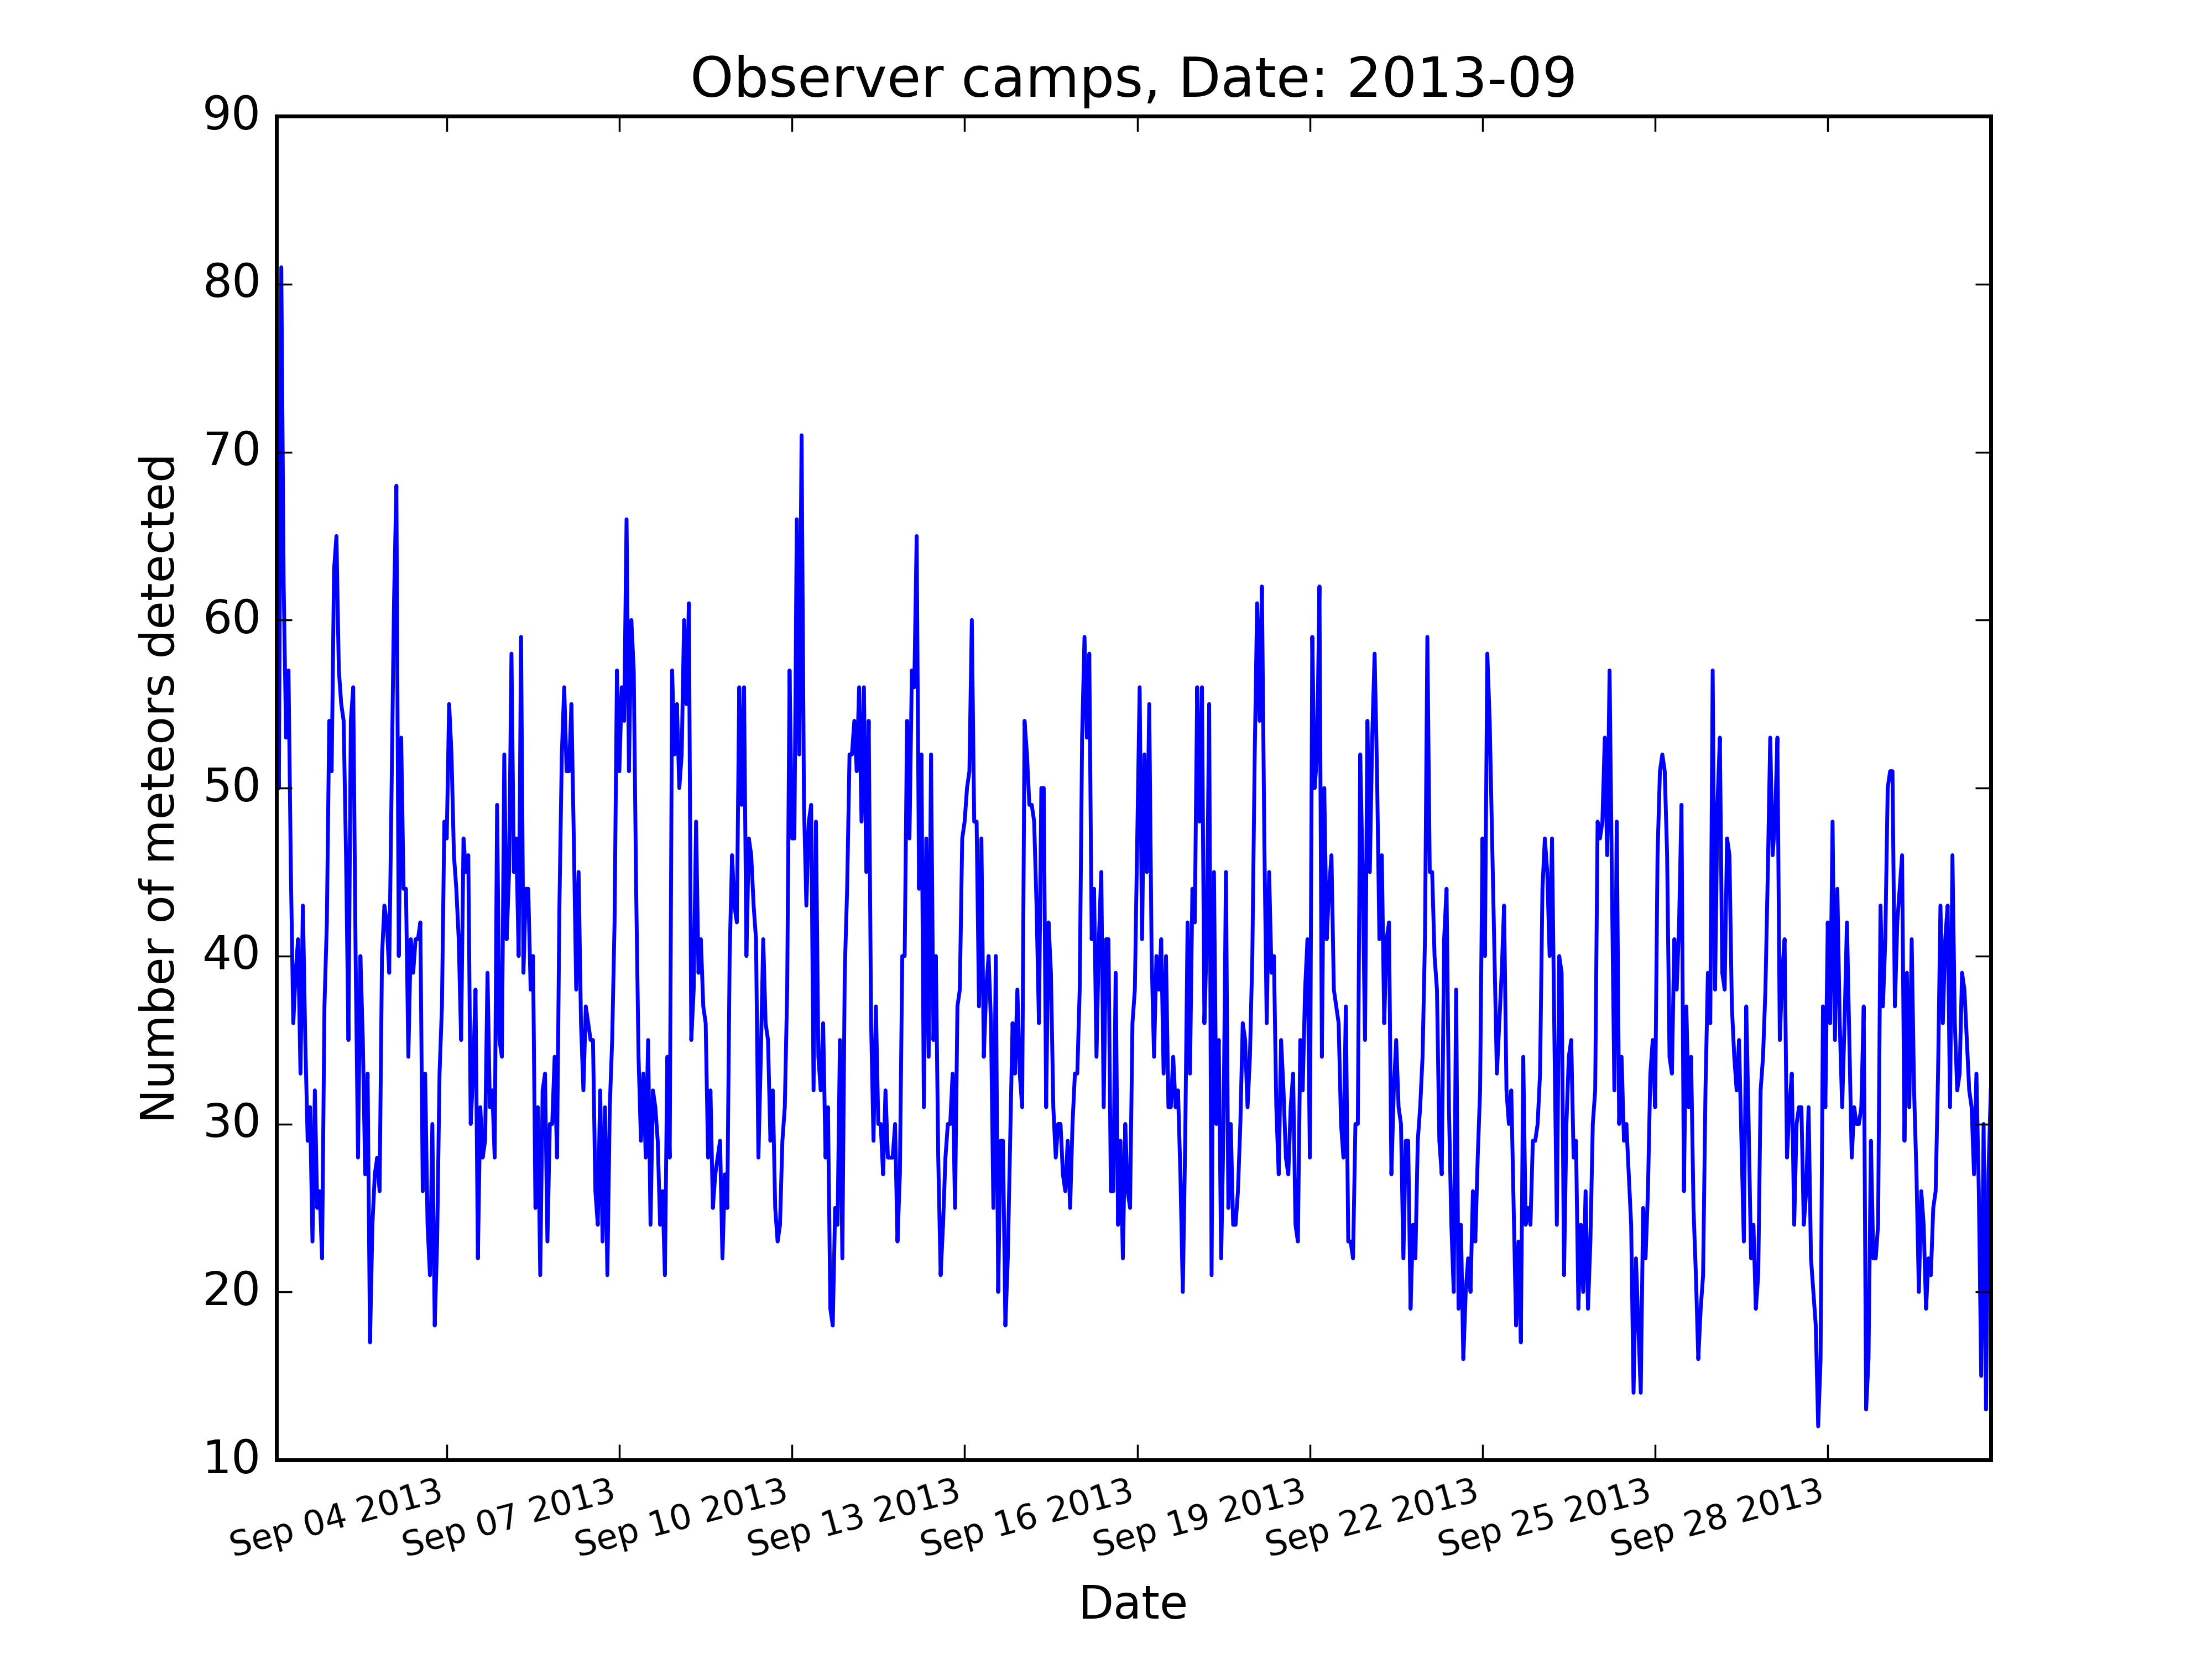 Observer camps, Date: 2013-09
90
80
70
60
50
40
30
20
10
Number of meteors detected
Sep 04 2013
Sep 07 2013
Sep 10 2013
Sep 13 2013
Sep 16 2013
Sep 19 2013
Sep 22 2013
Sep 25 2013
Sep 28 2013
Date